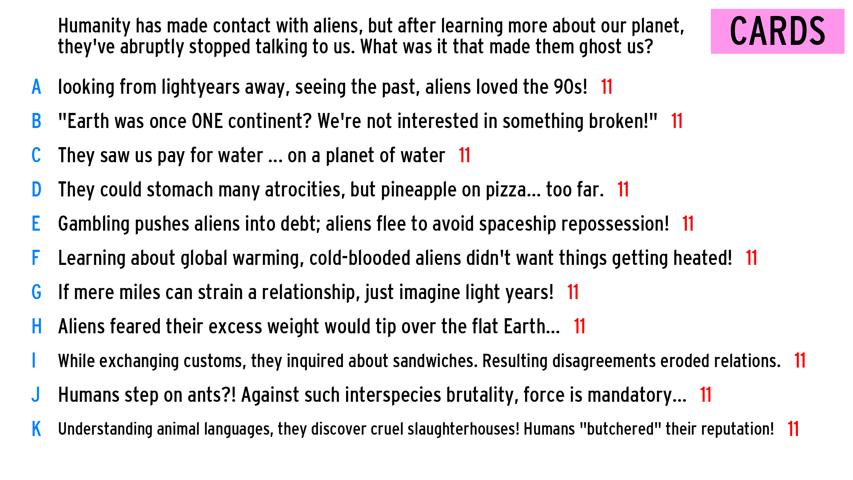 Humanity has made contact with aliens, but after learning more about our planet,
they've abruptly stopped talking to us. What was it that made them ghost us?
CARDS
A looking from lightyears away, seeing the past, aliens loved the 90s! 11
B "Earth was once ONE continent? We're not interested in something broken!" 11
C They saw us pay for water ... on a planet of water 11
D They could stomach many atrocities, but pineapple on pizza... too far. 11
E Gambling pushes aliens into debt; aliens flee to avoid spaceship repossession! 11
F Learning about global warming, cold-blooded aliens didn't want things getting heated! 11
G If mere miles can strain a relationship, just imagine light years! 11
H Aliens feared their excess weight would tip over the flat Earth... 11
I While exchanging customs, they inquired about sandwiches. Resulting disagreements eroded relations. 11
J Humans step on ants?! Against such interspecies brutality, force is mandatory... 11
K Understanding animal languages, they discover cruel slaughterhouses! Humans "butchered" their reputation! 11